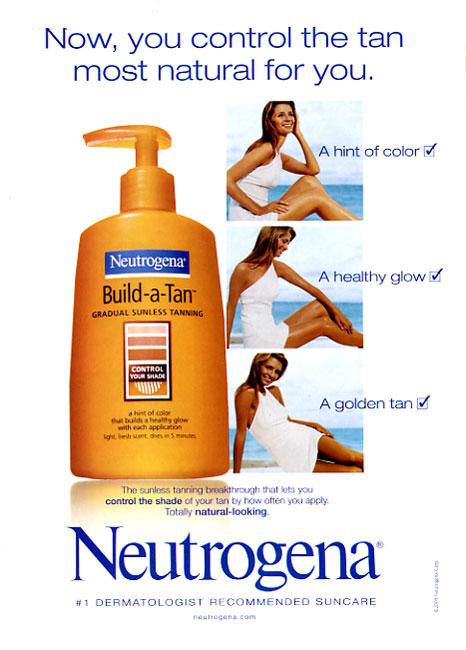 Now, you control the tan
most natural for you.
A hint of color ☑
A healthy glow ☑
A golden tan ☑
Neutrogena®
Build-a-Tan™
GRADUAL SUNLESS TANNING
CONTROL
YOUR SHADE
a hint of color
that builds a healthy glow
with each application
light, fresh scent, dries in 5 minutes
The sunless tanning breakthrough that lets you
control the shade of your tan by how often you apply.
Totally natural-looking.
Neutrogena®
#1 DERMATOLOGIST RECOMMENDED SUNCARE
neutrogena.com